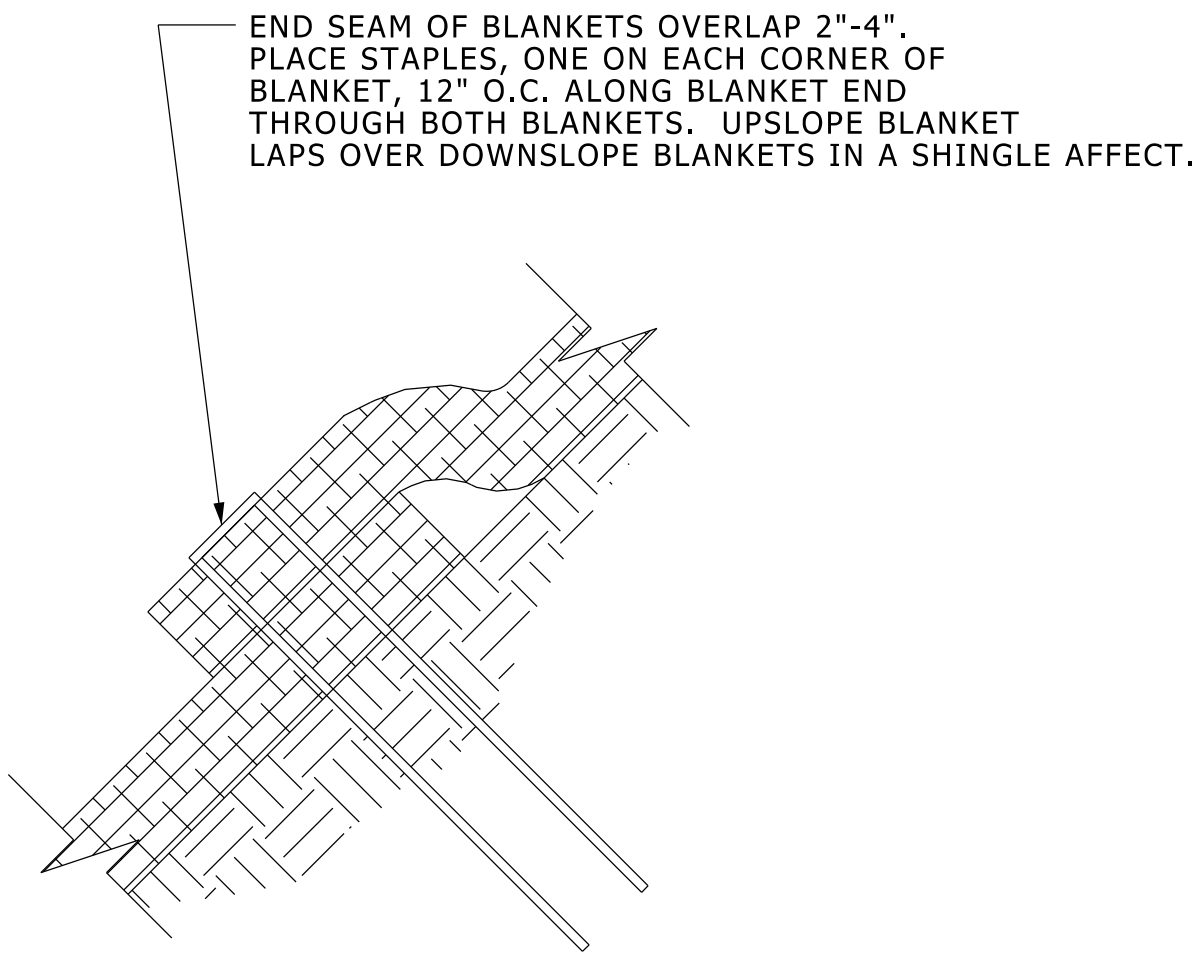 END SEAM OF BLANKETS OVERLAP 2"-4".
PLACE STAPLES, ONE ON EACH CORNER OF
BLANKET, 12" O.C. ALONG BLANKET END
THROUGH BOTH BLANKETS. UPSLOPE BLANKET
LAPS OVER DOWNSLOPE BLANKETS IN A SHINGLE AFFECT.